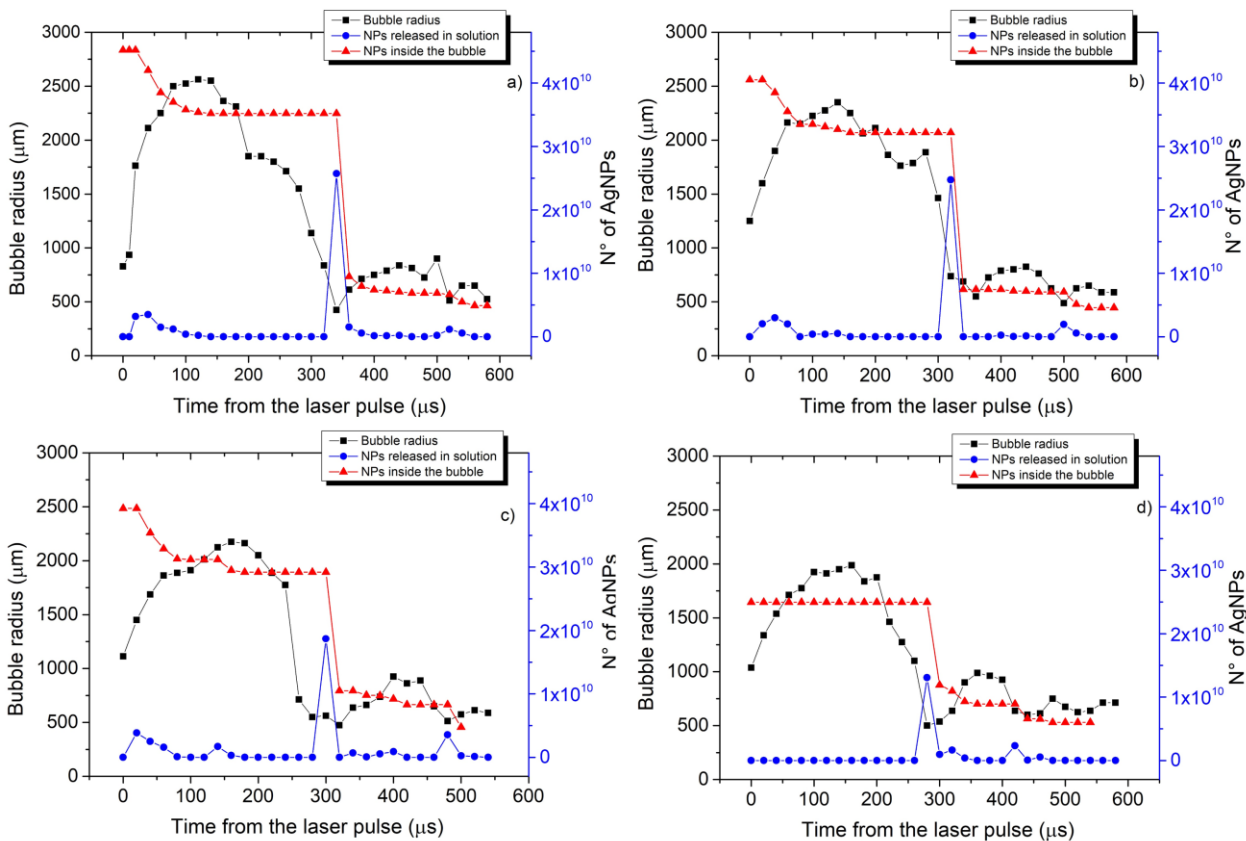 Bubble radius
NPs released in solution
NPs inside the bubble
a)
3000
2500
2000
1500
1000
500
0
4x10^10
3x10^10
2x10^10
1x10^10
0
0 100 200 300 400 500 600
Bubble radius (μm)
N° of AgNPs
Time from the laser pulse (μs)
Bubble radius
NPs released in solution
NPs inside the bubble
b)
3000
2500
2000
1500
1000
500
0
4x10^10
3x10^10
2x10^10
1x10^10
0
0 100 200 300 400 500 600
Bubble radius (μm)
N° of AgNPs
Time from the laser pulse (μs)
Bubble radius
NPs released in solution
NPs inside the bubble
c)
3000
2500
2000
1500
1000
500
0
4x10^10
3x10^10
2x10^10
1x10^10
0
0 100 200 300 400 500 600
Bubble radius (μm)
N° of AgNPs
Time from the laser pulse (μs)
Bubble radius
NPs released in solution
NPs inside the bubble
d)
3000
2500
2000
1500
1000
500
0
4x10^10
3x10^10
2x10^10
1x10^10
0
0 100 200 300 400 500 600
Bubble radius (μm)
N° of AgNPs
Time from the laser pulse (μs)